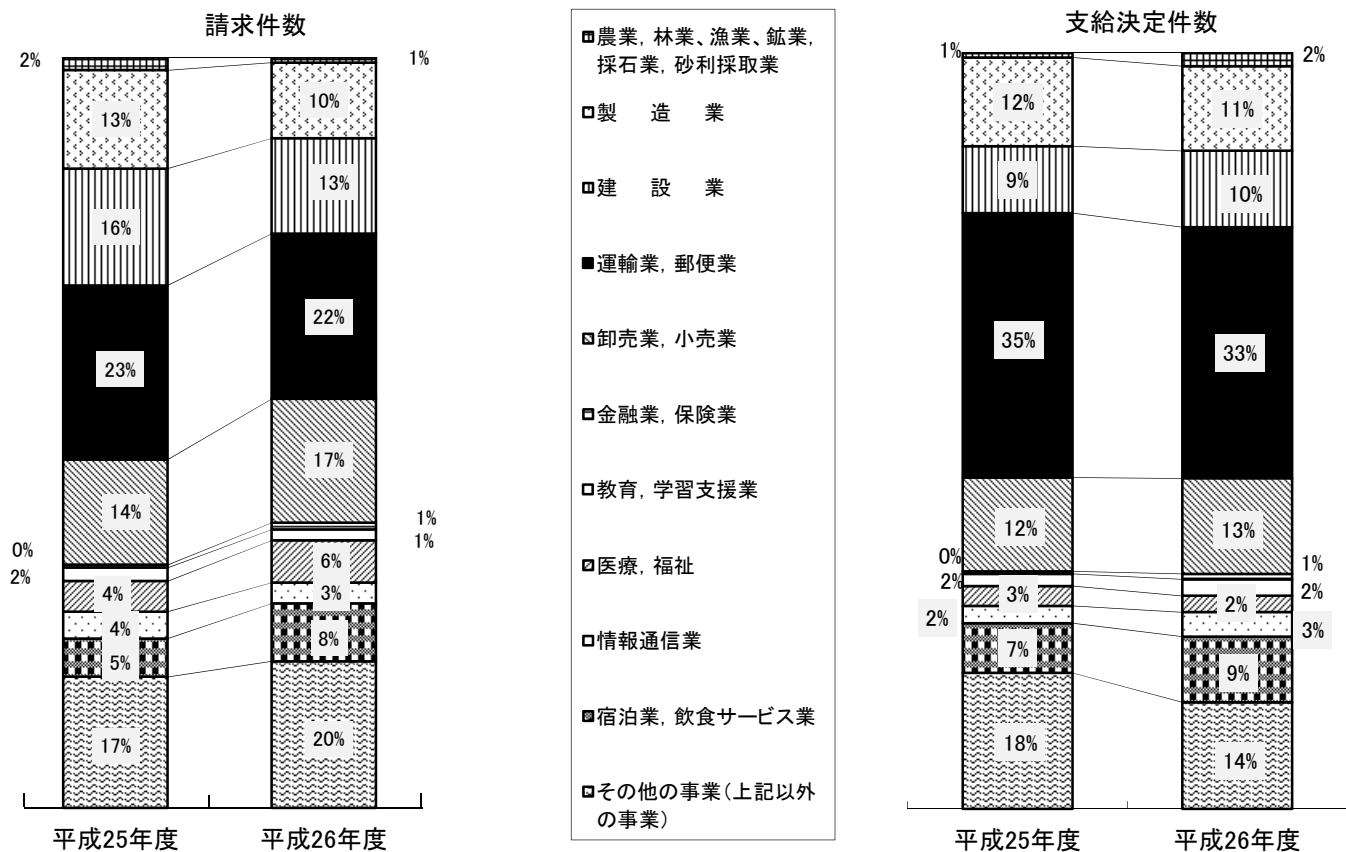 請求件数
2%
13%
16%
23%
14%
0%
2%
4%
4%
5%
17%
1%
10%
13%
22%
17%
1%
1%
6%
3%
8%
20%
平成25年度
平成26年度
農業, 林業、漁業、鉱業,
採石業, 砂利採取業
製 造 業
建 設 業
運輸業, 郵便業
卸売業, 小売業
金融業, 保険業
教育, 学習支援業
医療, 福祉
情報通信業
宿泊業, 飲食サービス業
その他の事業(上記以外
の事業)
支給決定件数
1%
12%
9%
35%
12%
0%
2%
3%
2%
7%
18%
2%
11%
10%
33%
13%
1%
2%
2%
3%
9%
14%
平成25年度
平成26年度